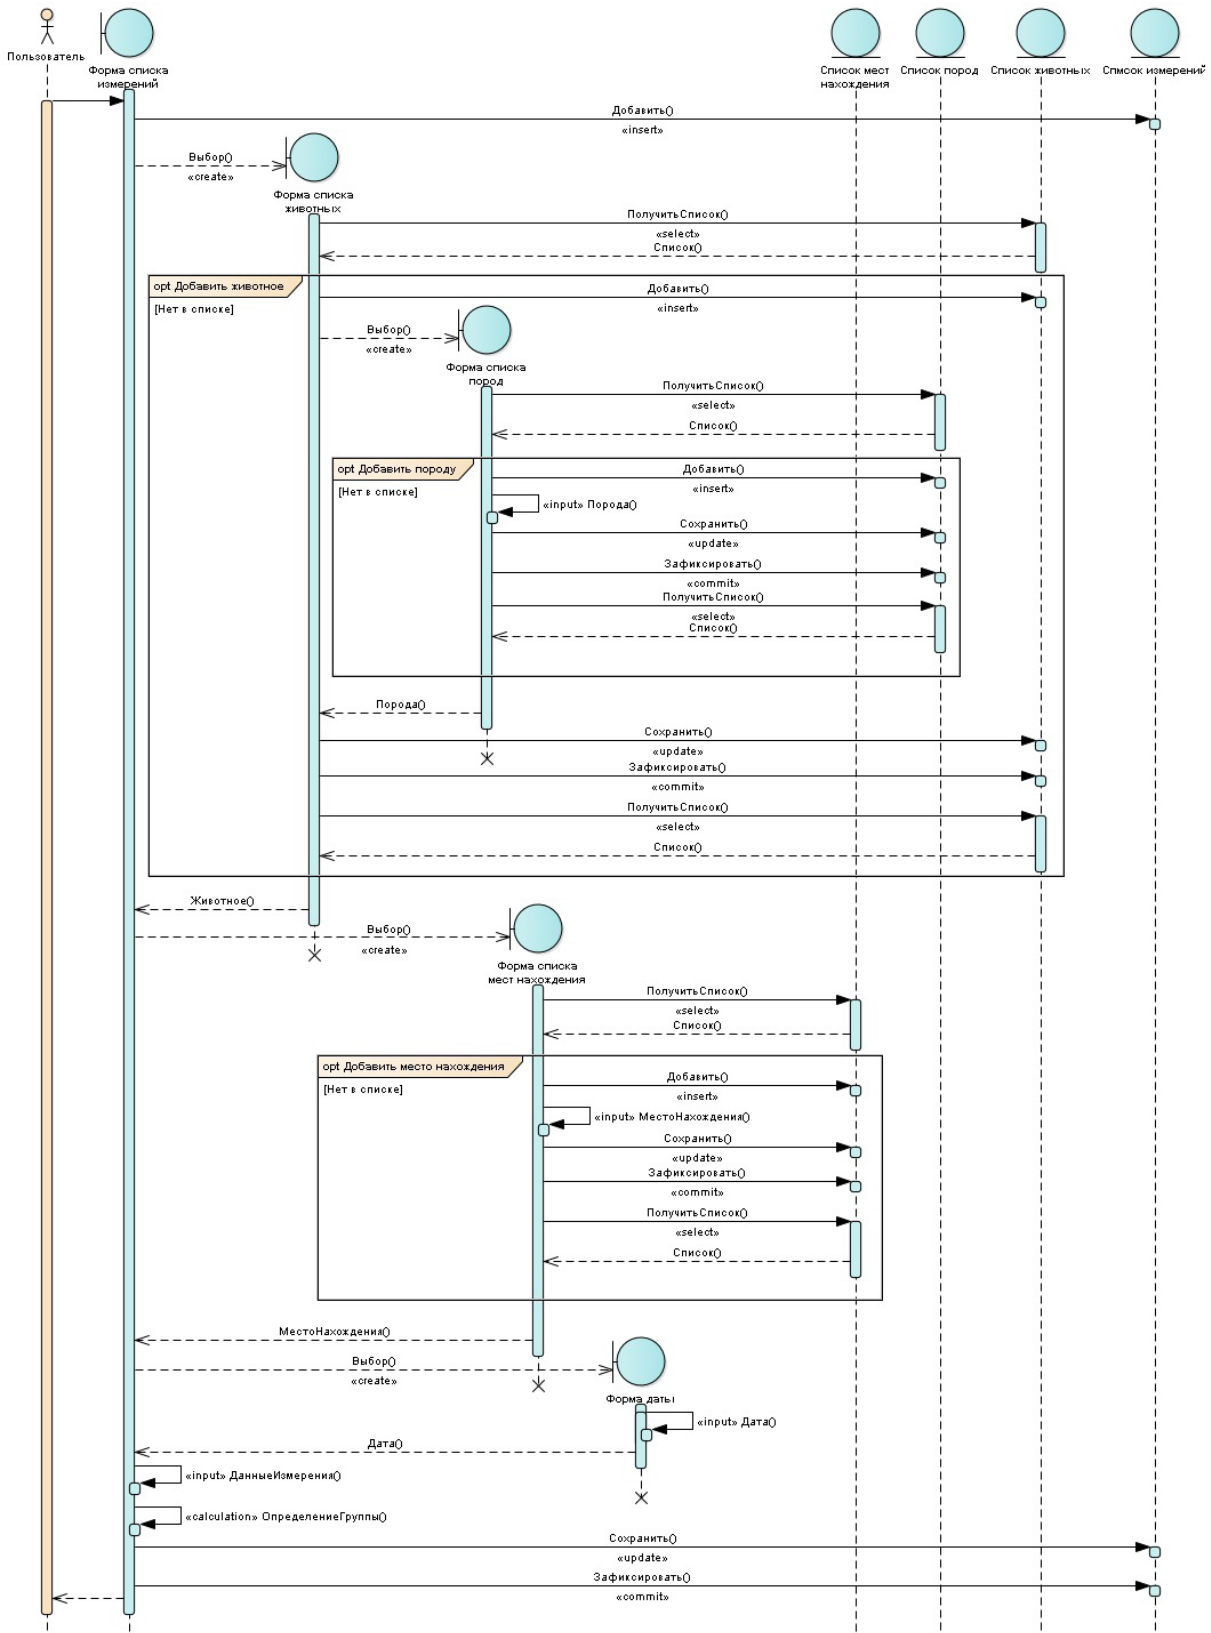 Пользователь
Форма списка
измерений
Список мест
нахождения
Список пород
Список животных
Спмсок измерений
Добавить()
«insert»
Выбор()
«create»
Форма списка
животных
ПолучитьСписок()
«select»
Список()
opt Добавить животное
[Нет в списке]
Добавить()
«insert»
Выбор()
«create»
Форма списка
пород
ПолучитьСписок()
«select»
Список()
opt Добавить породу
[Нет в списке]
Добавить()
«insert»
«input» Порода()
Сохранить()
«update»
Зафиксировать()
«commit»
ПолучитьСписок()
«select»
Список()
Порода()
Сохранить()
«update»
Зафиксировать()
«commit»
ПолучитьСписок()
«select»
Список()
Животное()
Выбор()
«create»
Форма списка
мест нахождения
ПолучитьСписок()
«select»
Список()
opt Добавить место нахождения
[Нет в списке]
Добавить()
«insert»
«input» МестоНахождения()
Сохранить()
«update»
Зафиксировать()
«commit»
ПолучитьСписок()
«select»
Список()
МестоНахождения()
Выбор()
«create»
Форма даты
«input» Дата()
Дата()
«input» ДанныеИзмерения()
«calculation» ОпределениеГруппы()
Сохранить()
«update»
Зафиксировать()
«commit»